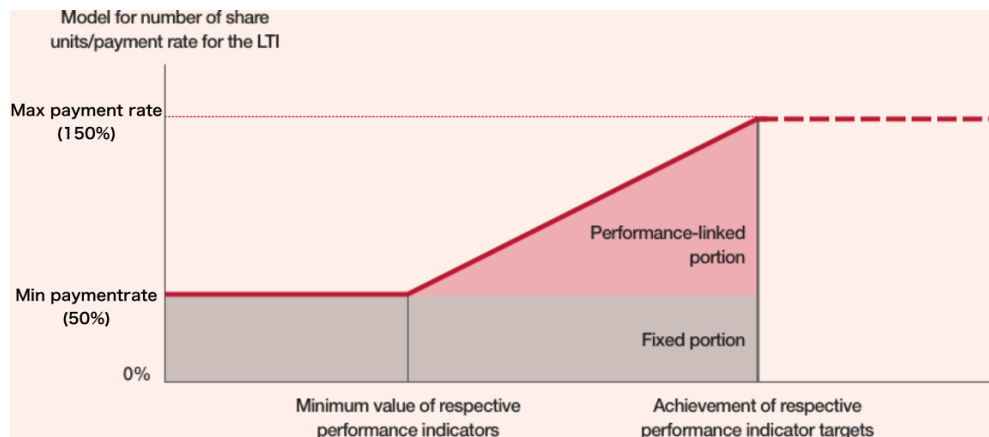 Model for number of share
units/payment rate for the LTI
Max payment rate
(150%)
Performance-linked
portion
Min paymentrate
(50%)
Fixed portion
0%
Minimum value of respective
performance indicators
Achievement of respective
performance indicator targets